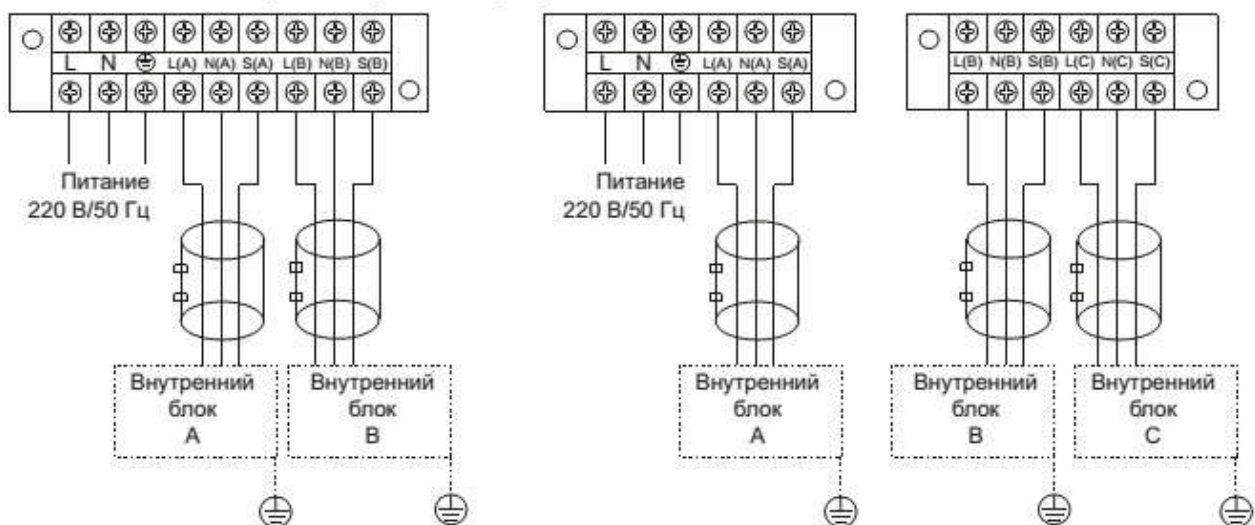 L N L(A) N(A) S(A) L(B) N(B) S(B)
Питание
220 В/50 Гц
Внутренний
блок
A
Внутренний
блок
B
L N L(A) N(A) S(A)
Питание
220 В/50 Гц
Внутренний
блок
A
L(B) N(B) S(B) L(C) N(C) S(C)
Внутренний
блок
B
Внутренний
блок
C